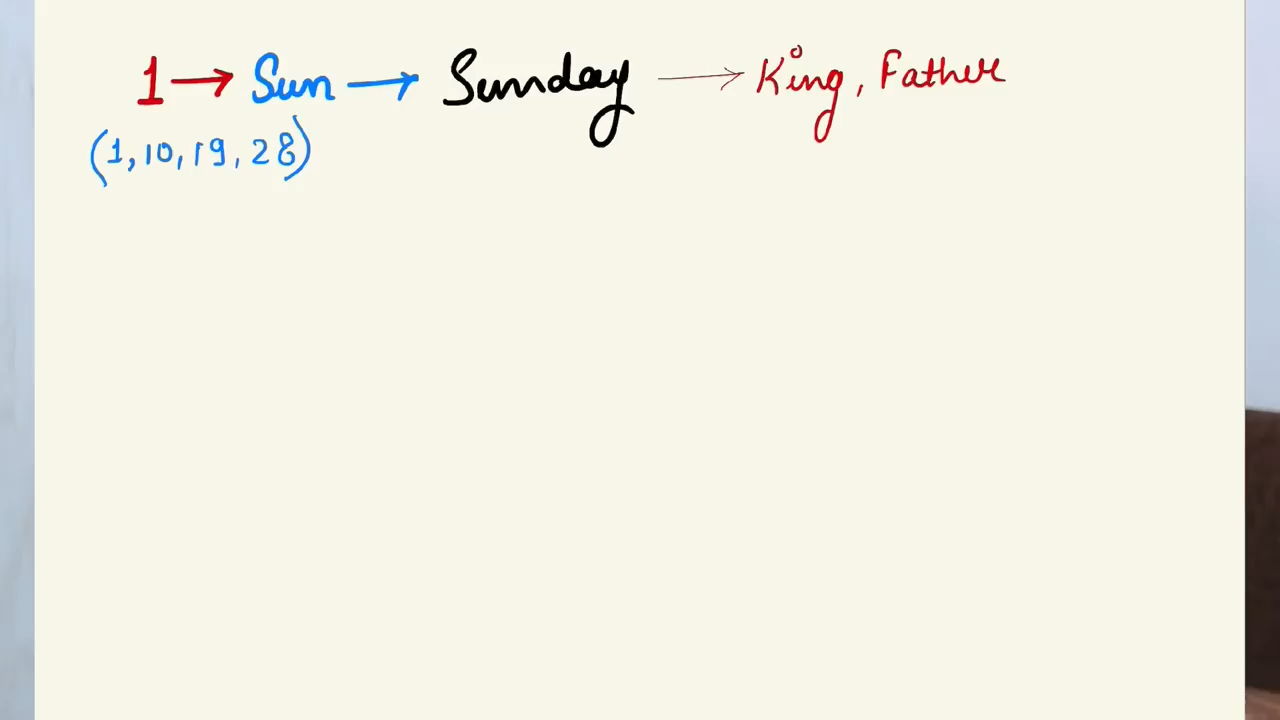 1 → Sun → Sunday → King, Father
(1, 10, 19, 28)